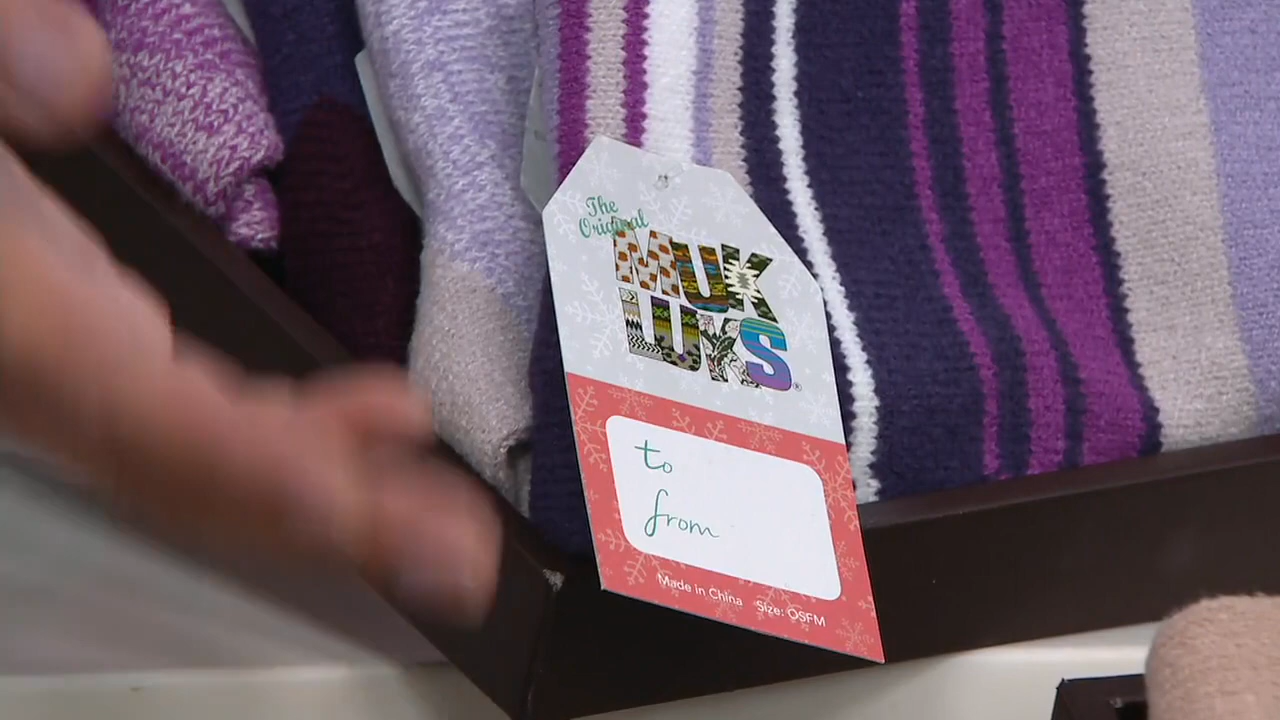 The
Original
MUK
LUKS®
to
from
Made in China Size: OSFM